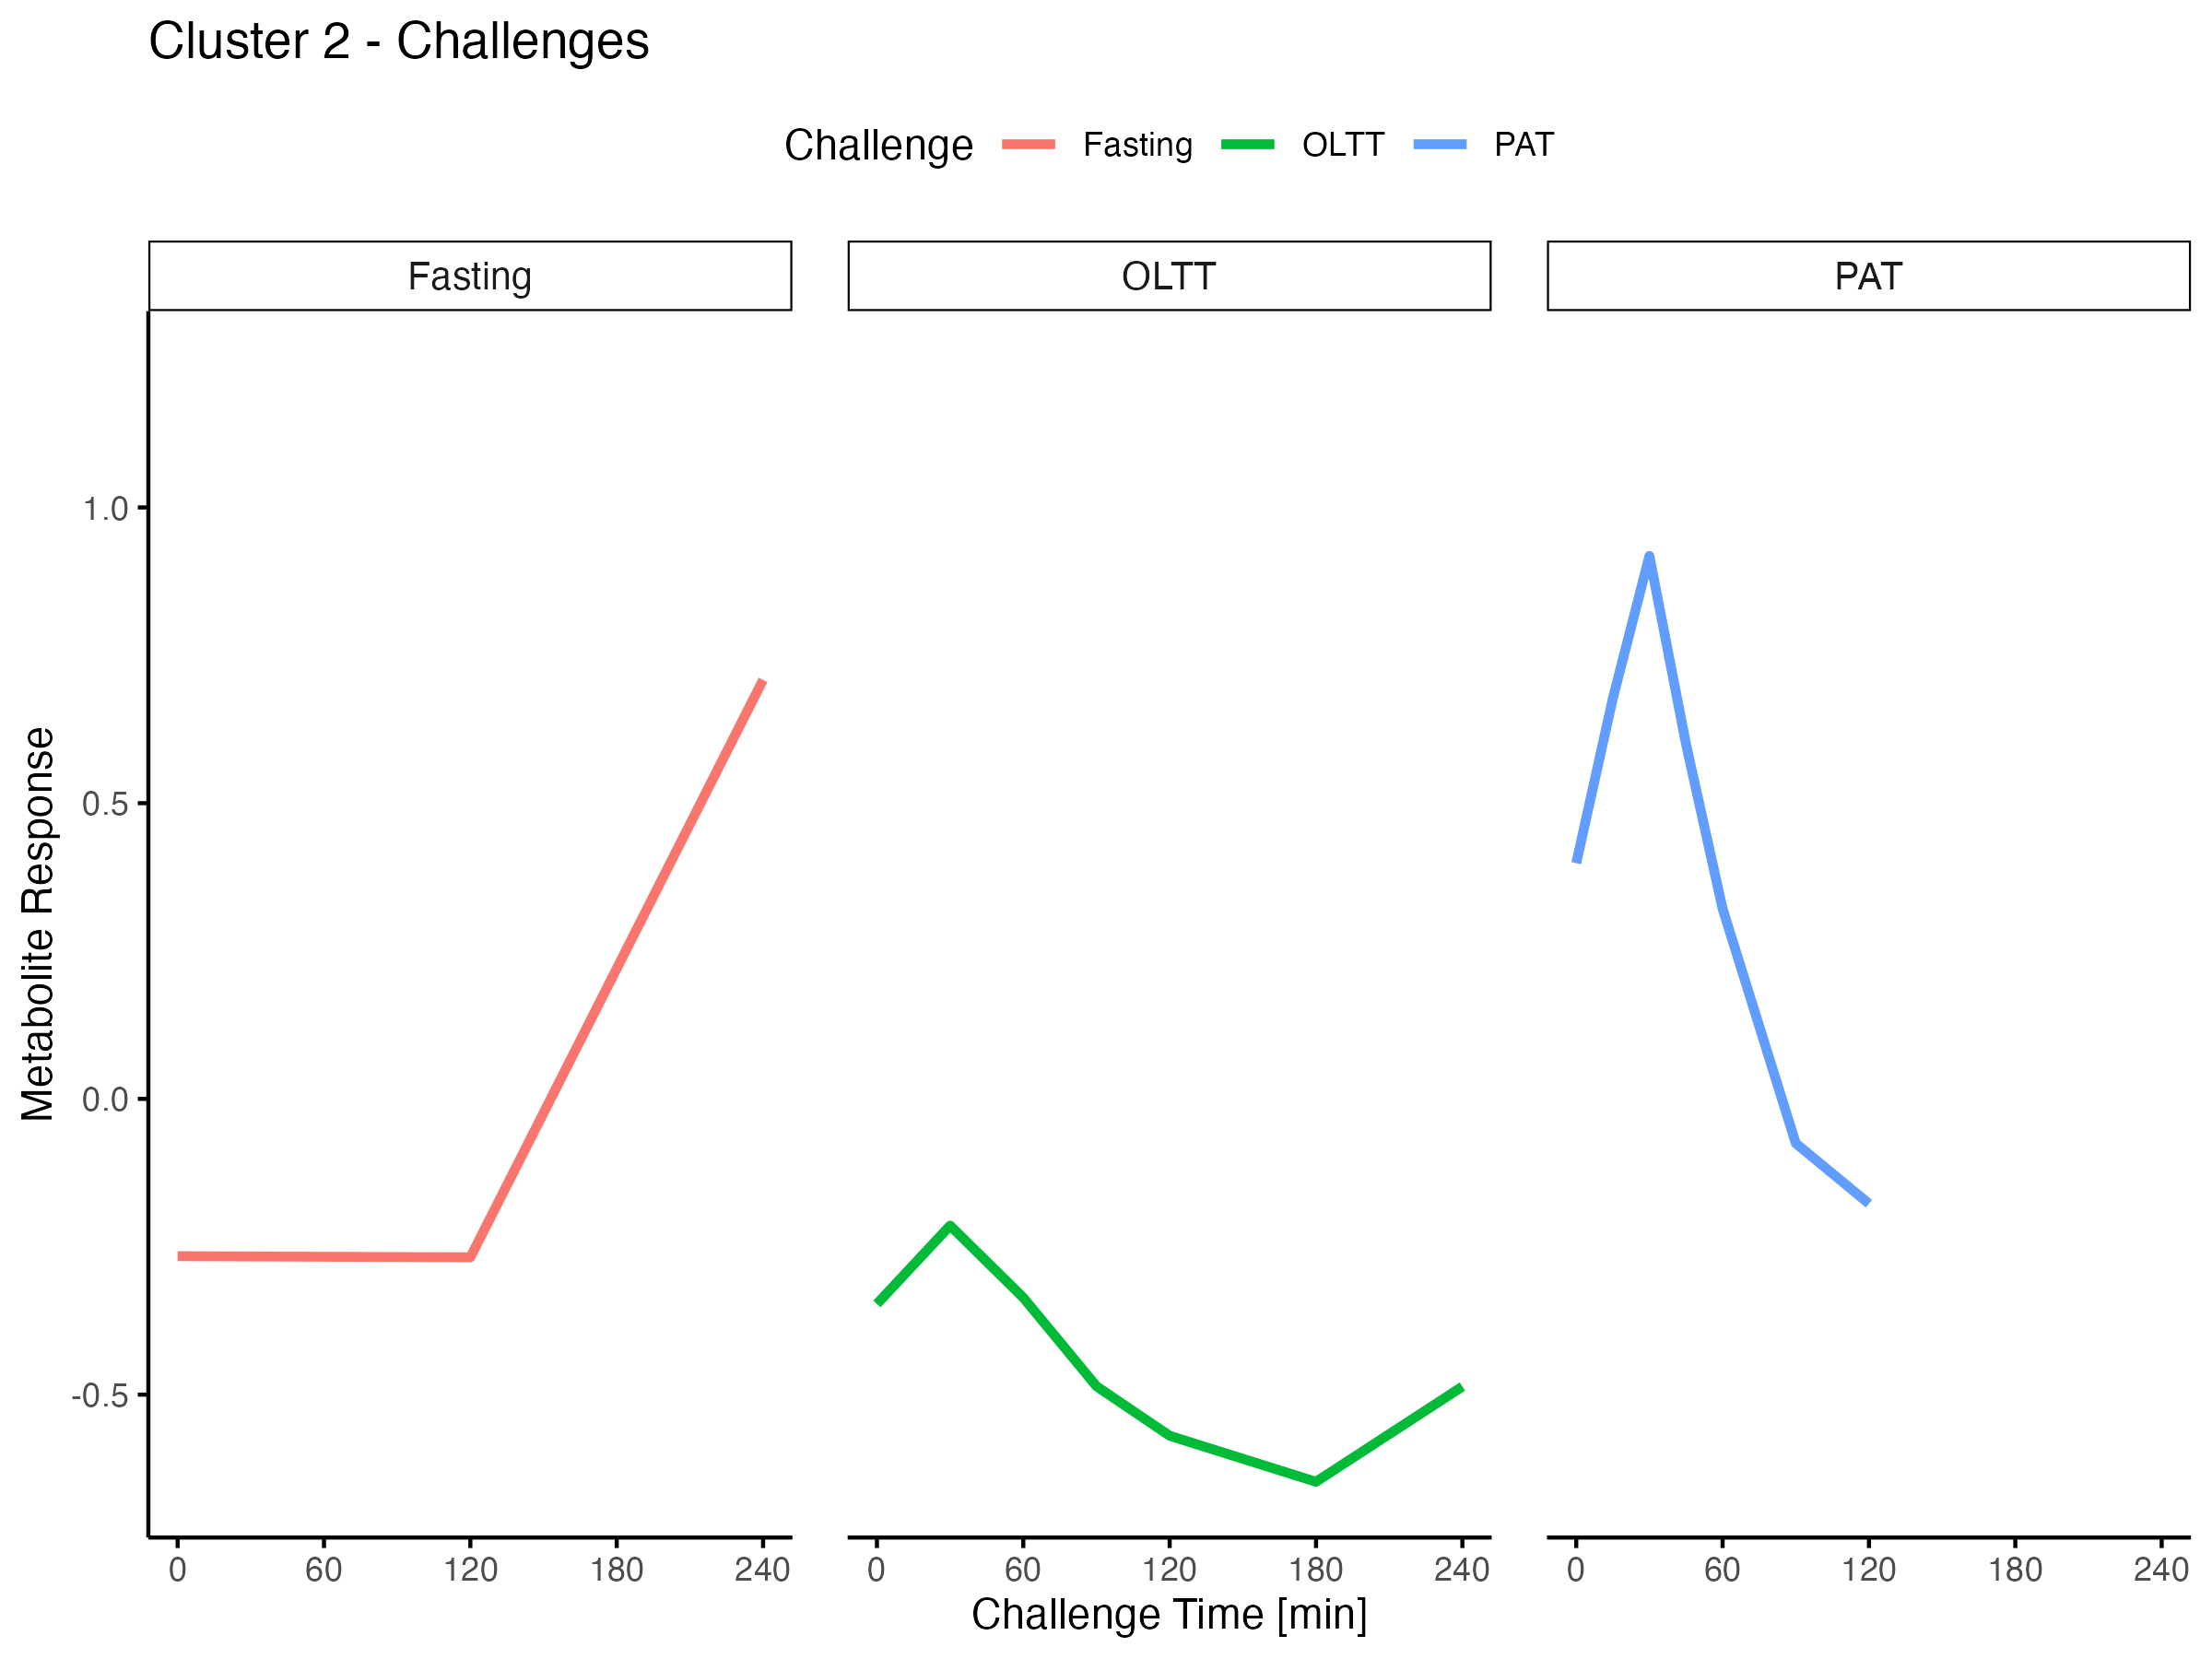 Cluster 2 - Challenges
Challenge Fasting OLTT PAT
Fasting OLTT PAT
1.0
0.5
0.0
-0.5
Metabolite Response
0 60 120 180 240 0 60 120 180 240 0 60 120 180 240
Challenge Time [min]